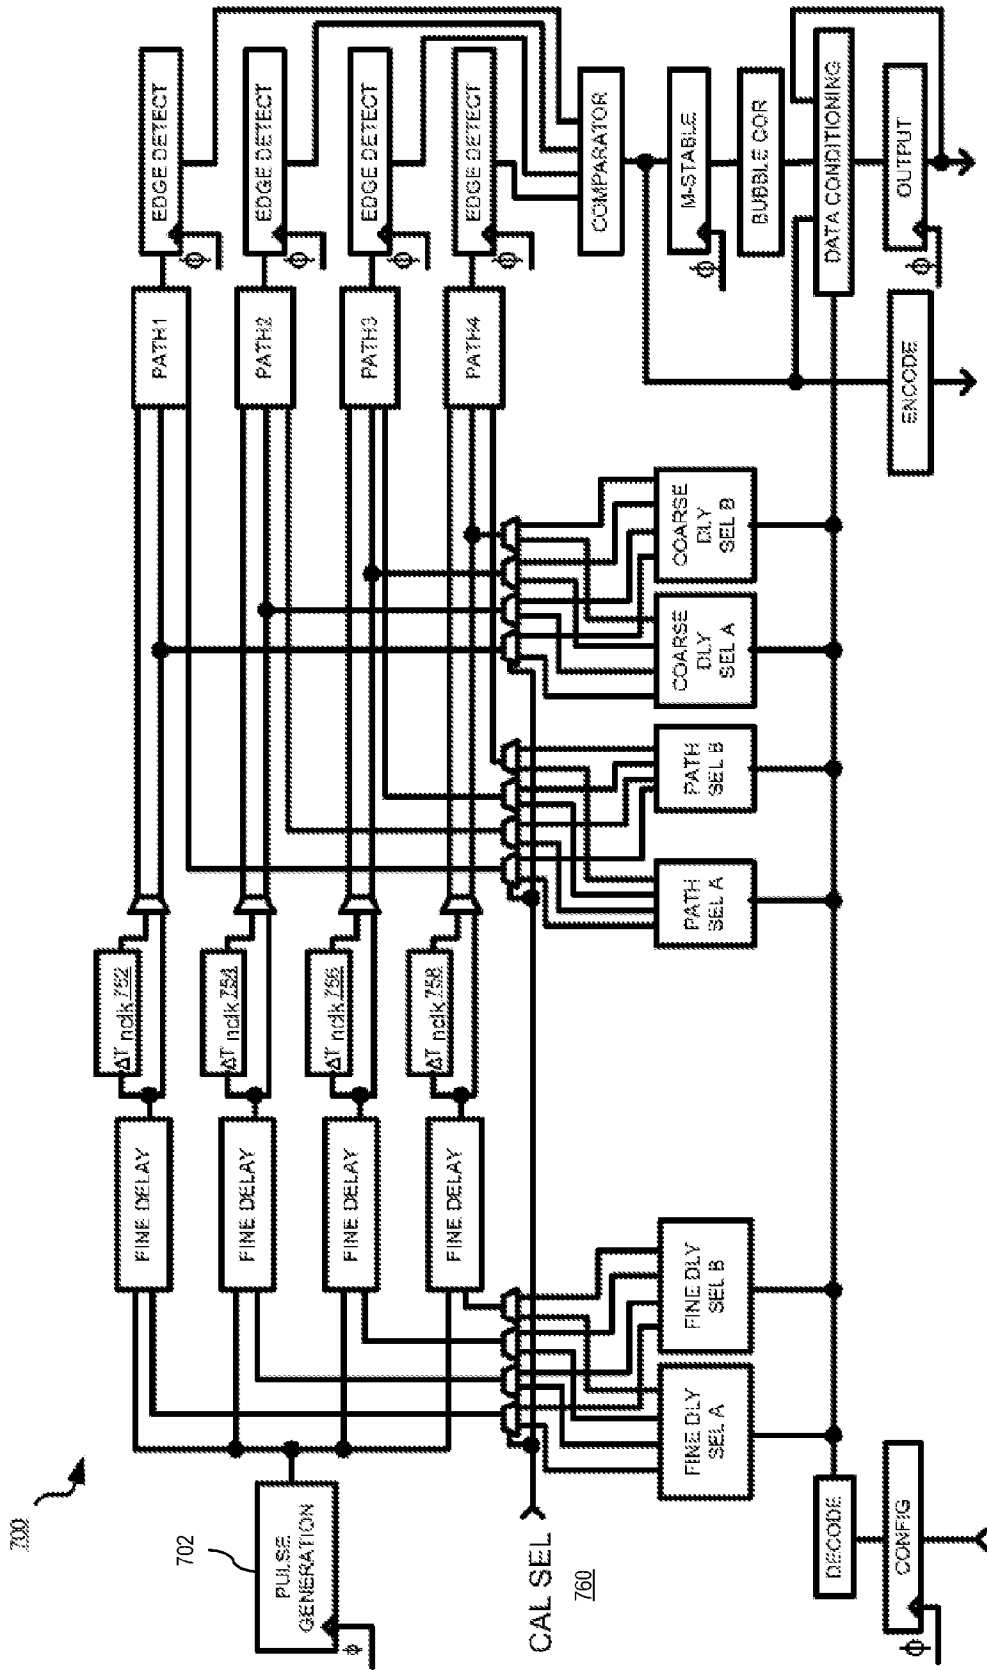 700
702
PULSE
GENERATION
Φ
FINE DELAY
FINE DELAY
FINE DELAY
FINE DELAY
ΔT nclk 752
ΔT nclk 754
ΔT nclk 756
ΔT nclk 758
PATH1
PATH2
PATH3
PATH4
EDGE DETECT
Φ
EDGE DETECT
Φ
EDGE DETECT
Φ
EDGE DETECT
Φ
CAL SEL
760
FINE DLY
SEL A
FINE DLY
SEL B
PATH
SEL A
PATH
SEL B
COARSE
DLY
SEL A
COARSE
DLY
SEL B
COMPARATOR
M-STABLE
Φ
BUBBLE COR
DATA CONDITIONING
OUTPUT
Φ
ENCODE
DECODE
CONFIG
Φ